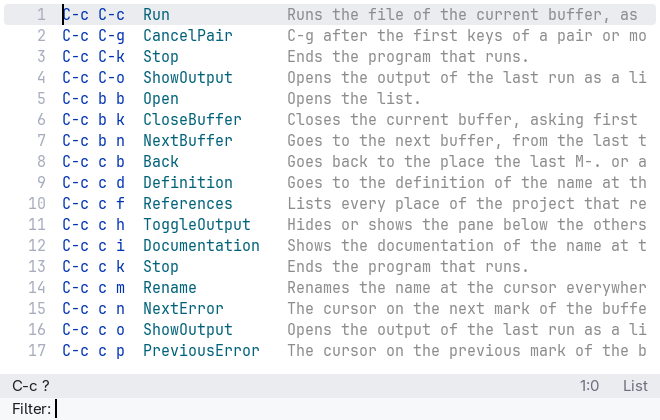 1 C-c C-c Run Runs the file of the current buffer, as
2 C-c C-g CancelPair C-g after the first keys of a pair or mo
3 C-c C-k Stop Ends the program that runs.
4 C-c C-o ShowOutput Opens the output of the last run as a li
5 C-c b b Open Opens the list.
6 C-c b k CloseBuffer Closes the current buffer, asking first
7 C-c b n NextBuffer Goes to the next buffer, from the last t
8 C-c c b Back Goes back to the place the last M-. or a
9 C-c c d Definition Goes to the definition of the name at th
10 C-c c f References Lists every place of the project that re
11 C-c c h ToggleOutput Hides or shows the pane below the others
12 C-c c i Documentation Shows the documentation of the name at t
13 C-c c k Stop Ends the program that runs.
14 C-c c m Rename Renames the name at the cursor everywher
15 C-c c n NextError The cursor on the next mark of the buffe
16 C-c c o ShowOutput Opens the output of the last run as a li
17 C-c c p PreviousError The cursor on the previous mark of the b
C-c ? 1:0 List
Filter: